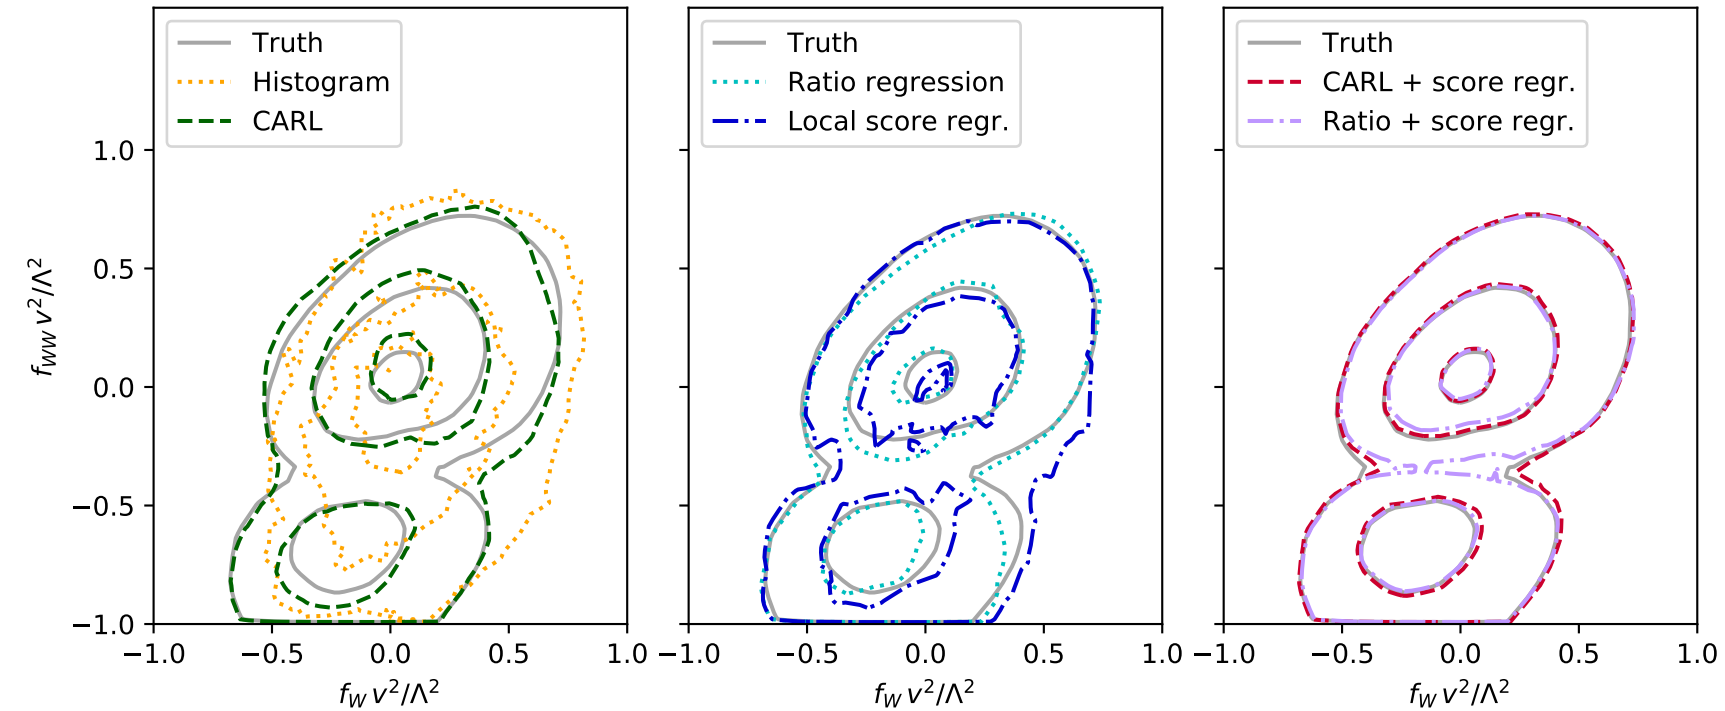 Truth
Histogram
CARL
Truth
Ratio regression
Local score regr.
Truth
CARL + score regr.
Ratio + score regr.
1.0
0.5
0.0
−0.5
−1.0
f_{WW} v²/Λ²
−1.0 −0.5 0.0 0.5 1.0
−1.0 −0.5 0.0 0.5 1.0
−1.0 −0.5 0.0 0.5 1.0
f_W v²/Λ²
f_W v²/Λ²
f_W v²/Λ²